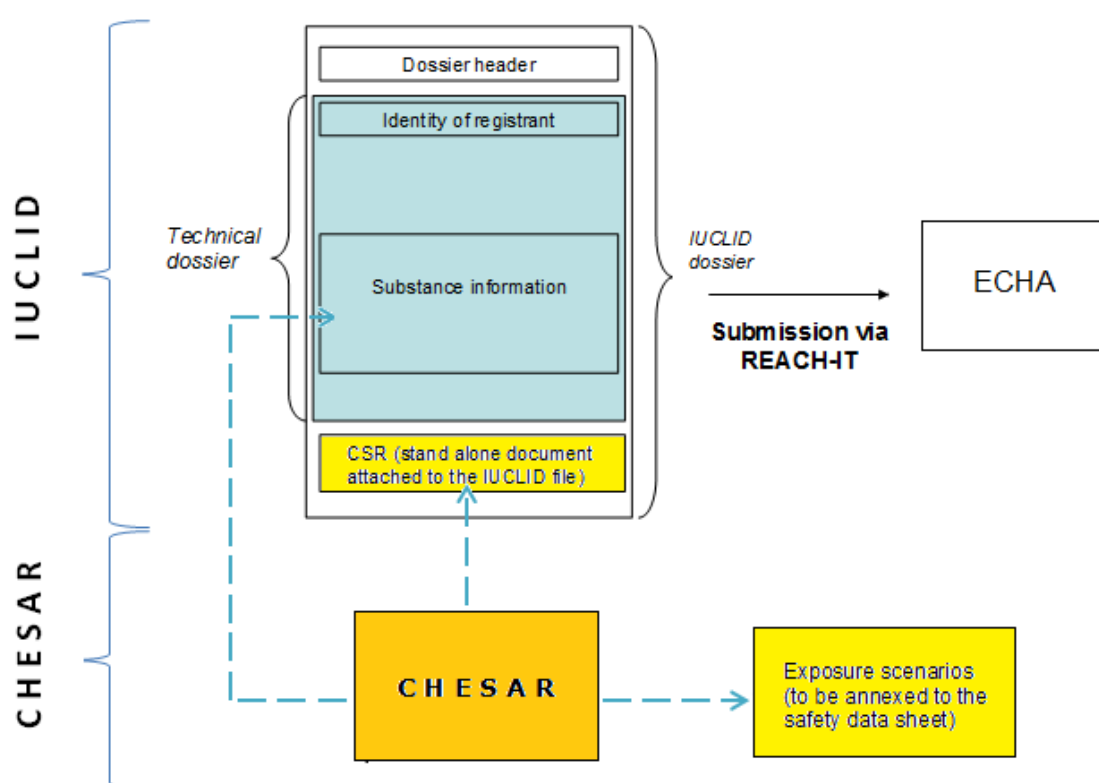 IUCLID
Dossier header
Identity of registrant
Technical
dossier
Substance information
IUCLID
dossier
Submission via
REACH-IT
ECHA
CSR (stand alone document
attached to the IUCLID file)
CHESAR
CHESAR
Exposure scenarios
(to be annexed to the
safety data sheet)